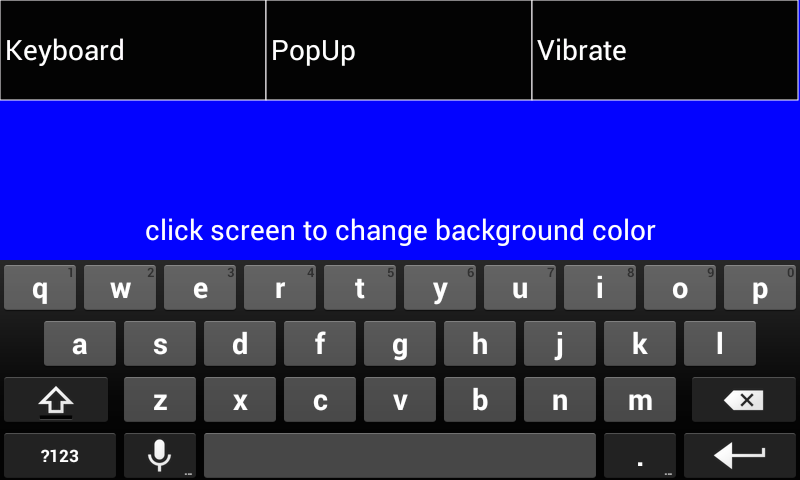 Keyboard PopUp Vibrate
click screen to change background color
1 2 3 4 5 6 7 8 9 0
q w e r t y u i o p
a s d f g h j k l
z x c v b n m
?123 ... . ...